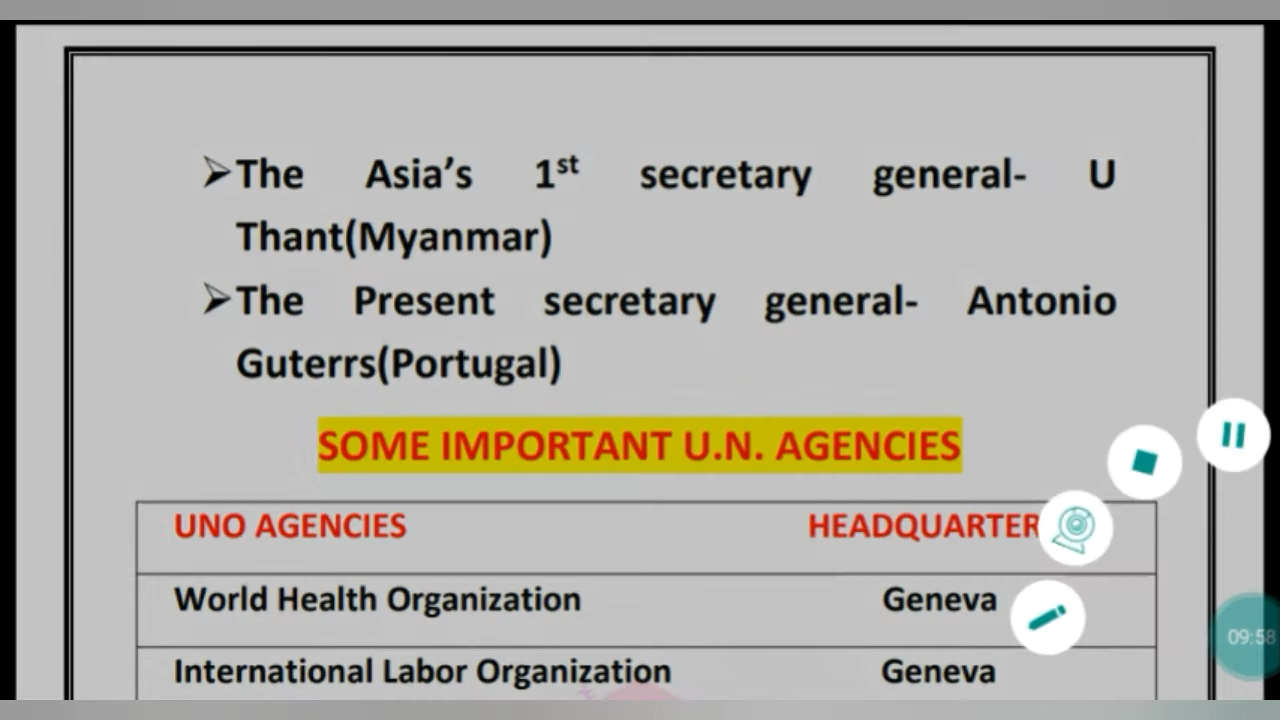 The Asia's 1st secretary general- U
Thant(Myanmar)
The Present secretary general- Antonio
Guterrs(Portugal)
SOME IMPORTANT U.N. AGENCIES
UNO AGENCIES HEADQUARTER
World Health Organization Geneva
International Labor Organization Geneva
09:58